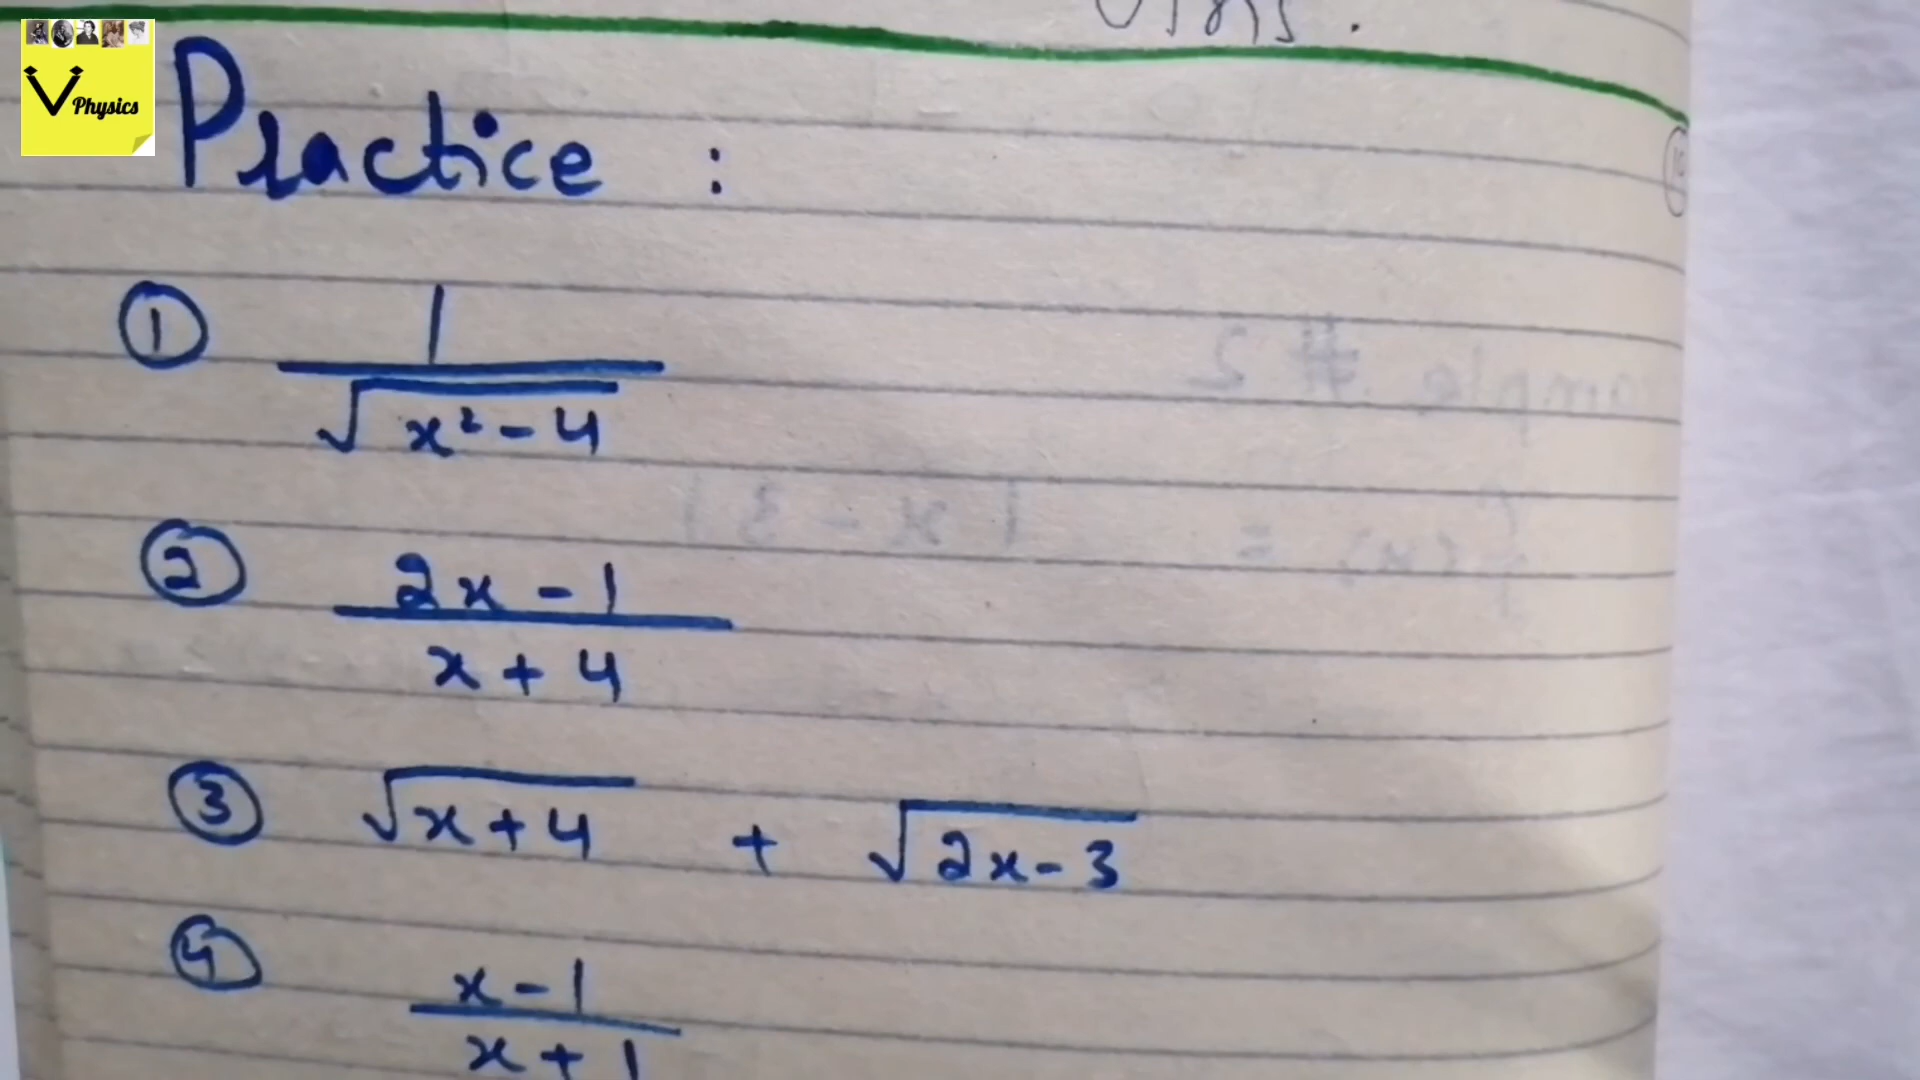 Physics
Practice :
① 1/√(x² - 4)
② (2x - 1)/(x + 4)
③ √(x + 4) + √(2x - 3)
④ (x - 1)/(x + 1)